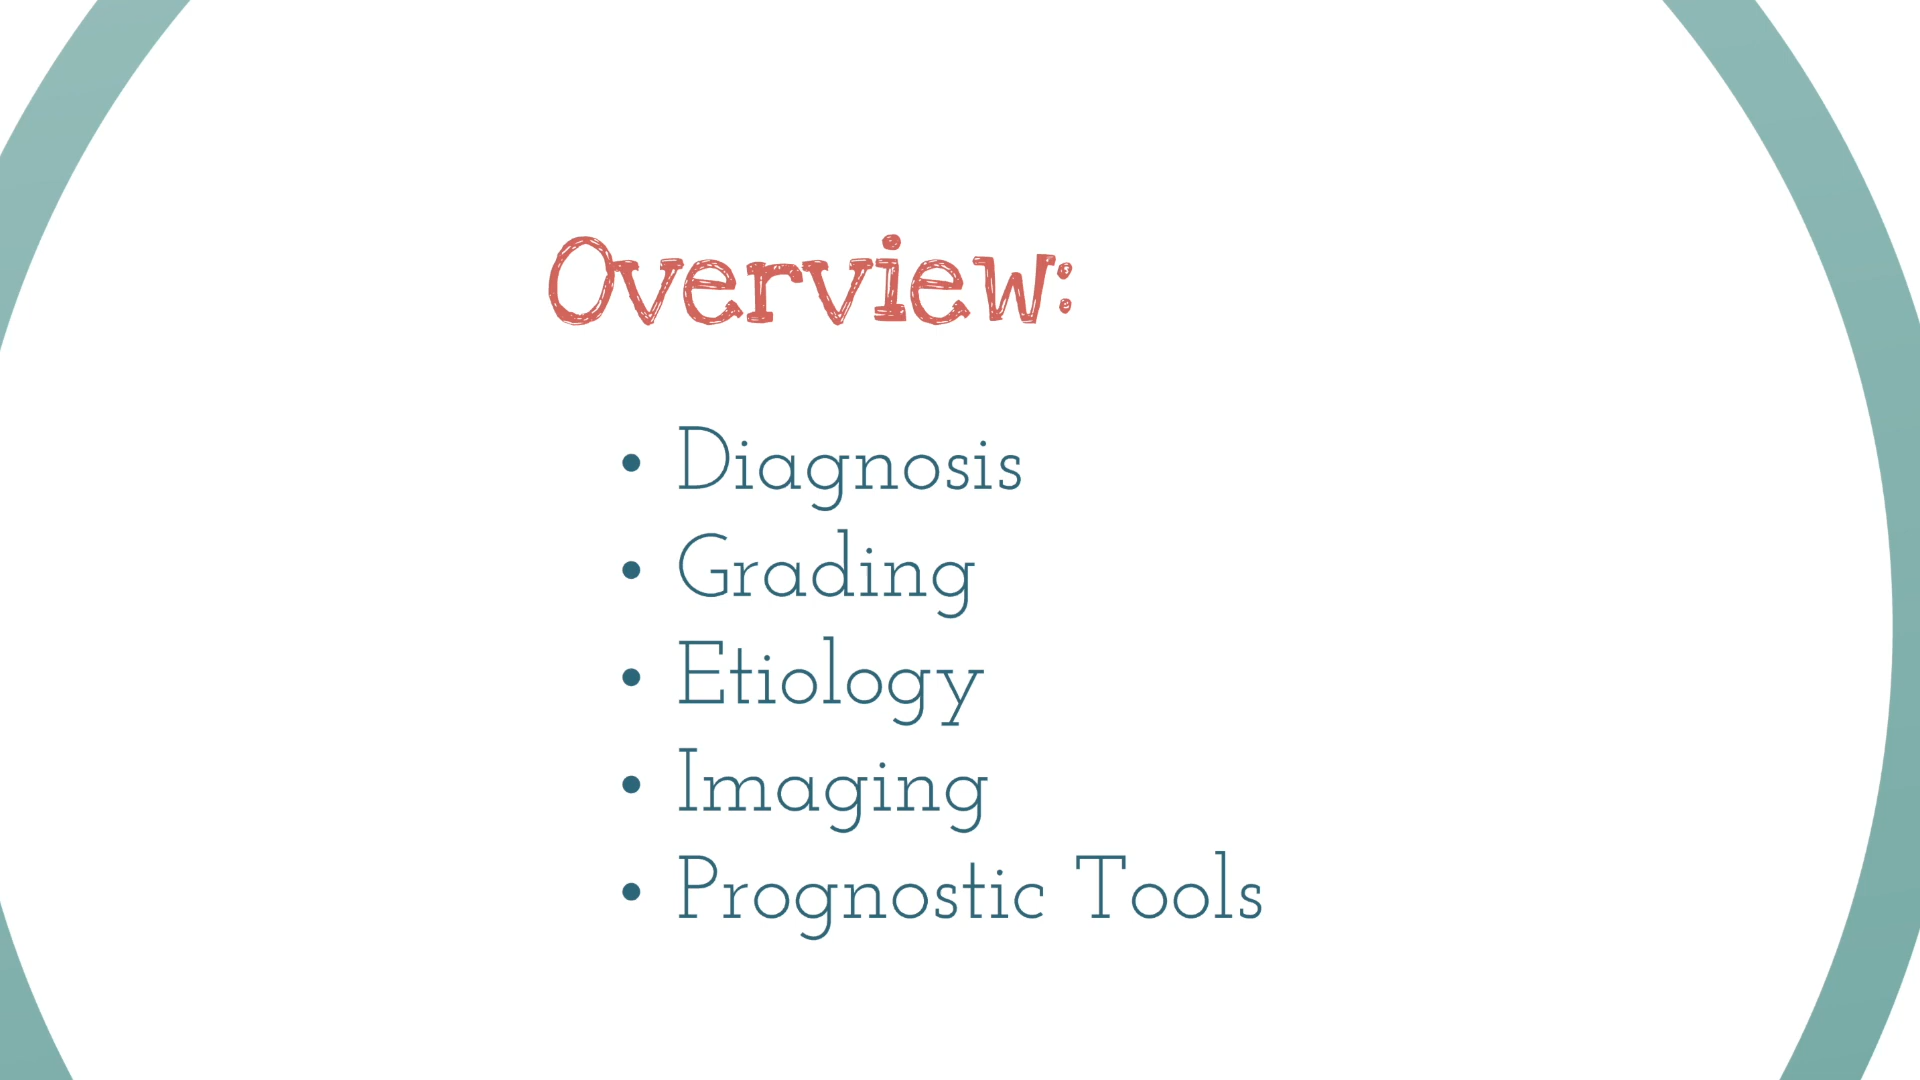 Overview:
• Diagnosis
• Grading
• Etiology
• Imaging
• Prognostic Tools